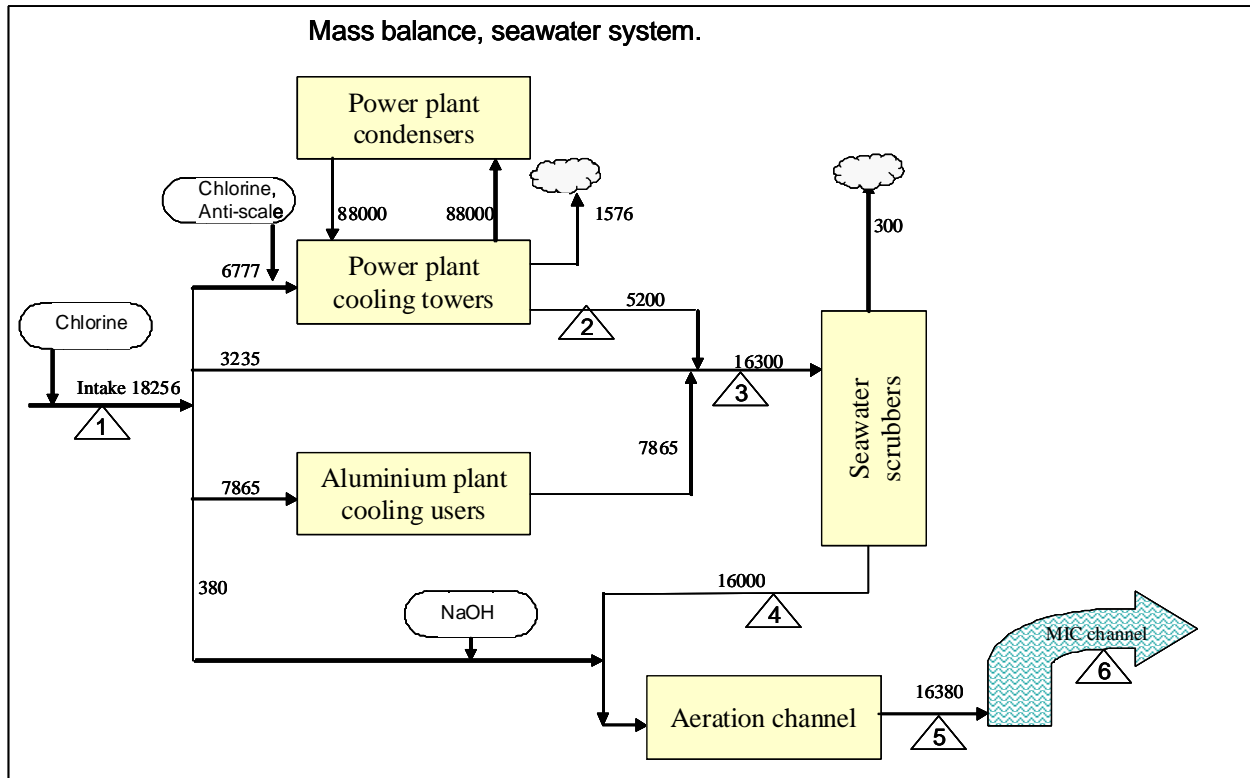 Mass balance, seawater system.
Power plant
condensers
Chlorine,
Anti-scale
88000
88000
1576
300
6777
Power plant
cooling towers
5200
2
Chlorine
3235
16300
3
Intake 18256
1
Seawater
scrubbers
7865
7865
Aluminium plant
cooling users
380
NaOH
16000
4
MIC channel
6
Aeration channel
16380
5